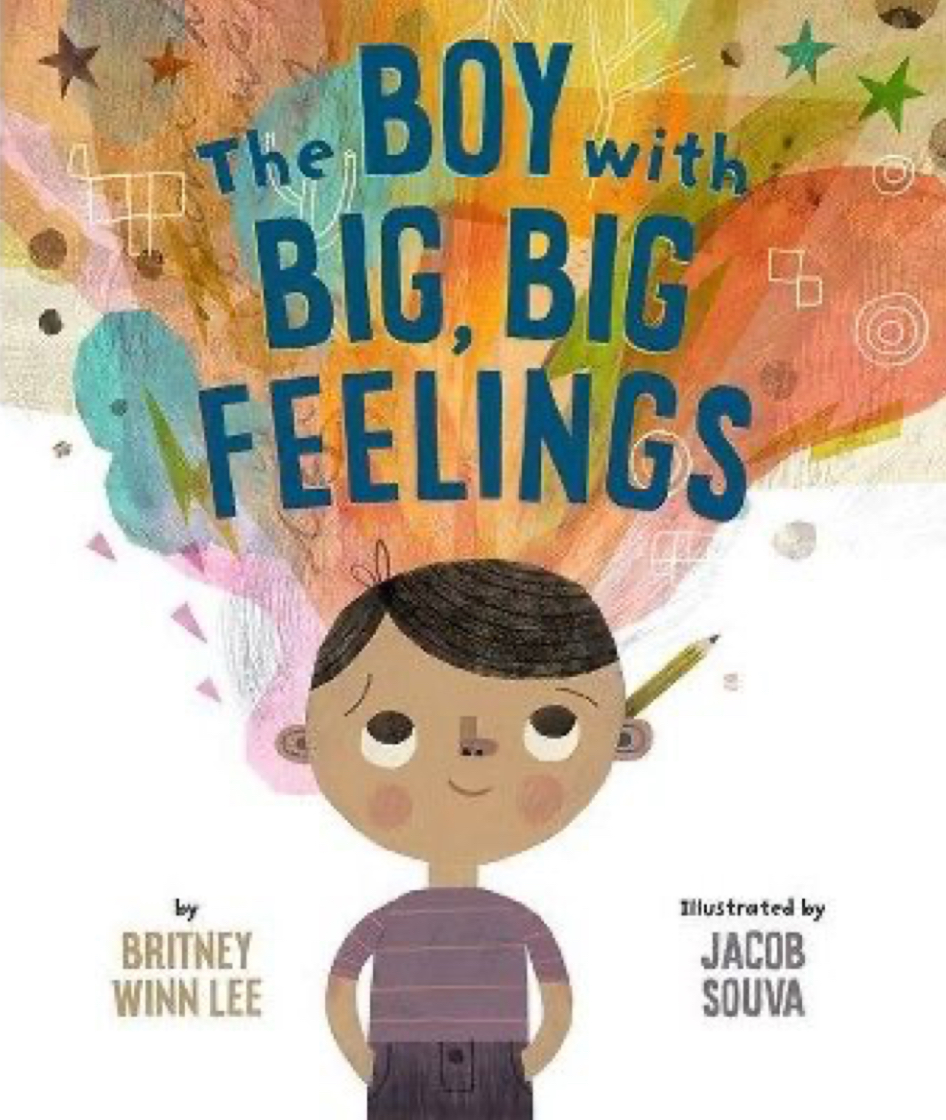 The BOY with
BIG, BIG
FEELINGS
by
BRITNEY
WINN LEE
Illustrated by
JACOB
SOUVA